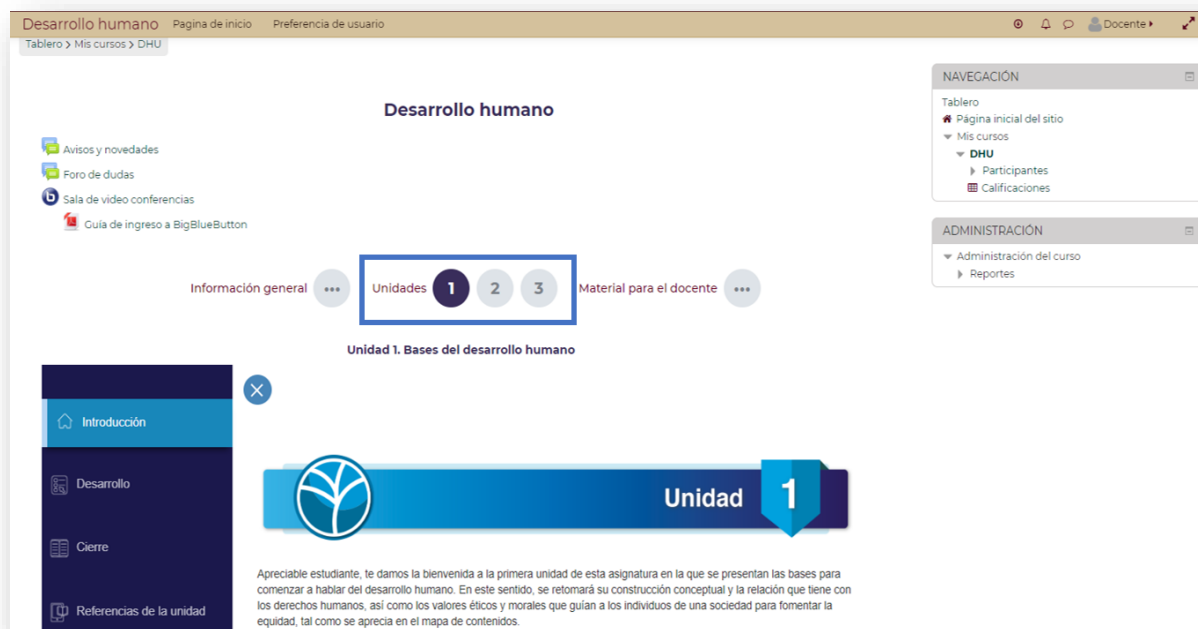 Desarrollo humano Pagina de inicio Preferencia de usuario Docente
Tablero > Mis cursos > DHU
Desarrollo humano
Avisos y novedades
Foro de dudas
b Sala de video conferencias
Guía de ingreso a BigBlueButton
Información general ••• Unidades 1 2 3 Material para el docente •••
Unidad 1. Bases del desarrollo humano
Introducción
Desarrollo
Cierre
Referencias de la unidad
Unidad 1
Apreciable estudiante, te damos la bienvenida a la primera unidad de esta asignatura en la que se presentan las bases para
comenzar a hablar del desarrollo humano. En este sentido, se retomará su construcción conceptual y la relación que tiene con
los derechos humanos, así como los valores éticos y morales que guían a los individuos de una sociedad para fomentar la
equidad, tal como se aprecia en el mapa de contenidos.
NAVEGACIÓN
Tablero
Página inicial del sitio
Mis cursos
DHU
Participantes
Calificaciones
ADMINISTRACIÓN
Administración del curso
Reportes